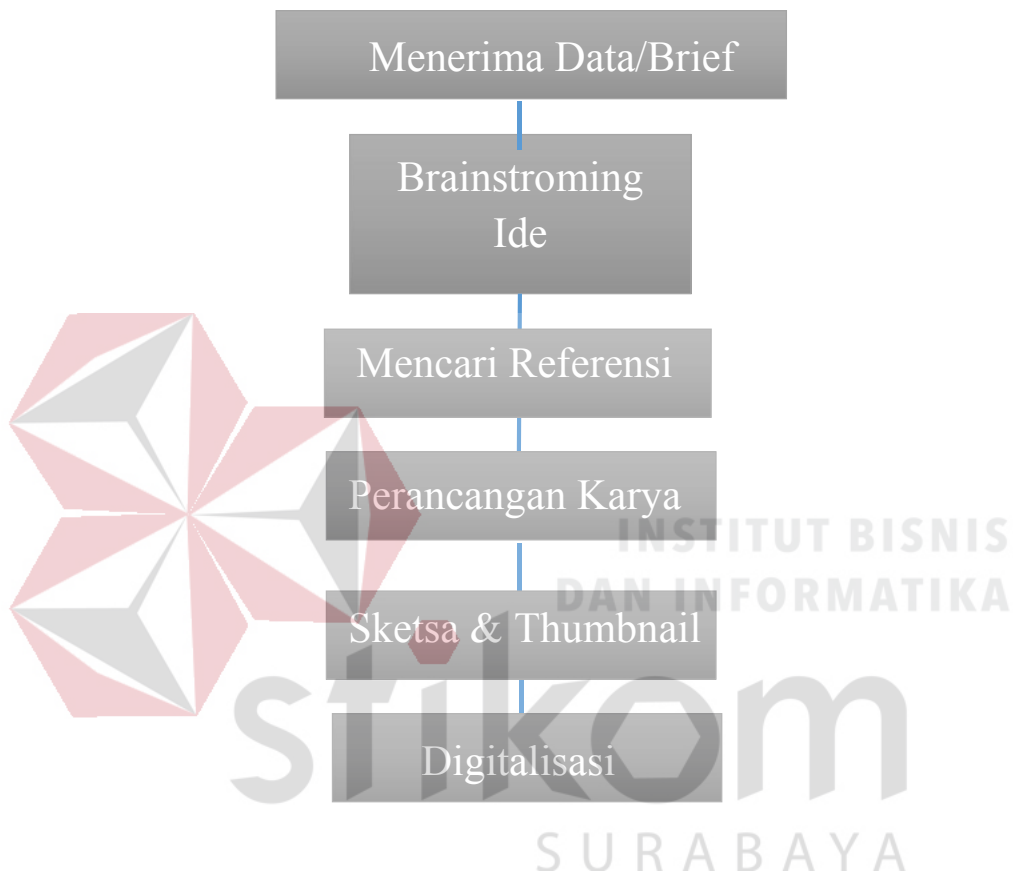 Menerima Data/Brief
Brainstroming
Ide
Mencari Referensi
Perancangan Karya
INSTITUT BISNIS
DAN INFORMATIKA
Sketsa & Thumbnail
stikom
Digitalisasi
SURABAYA